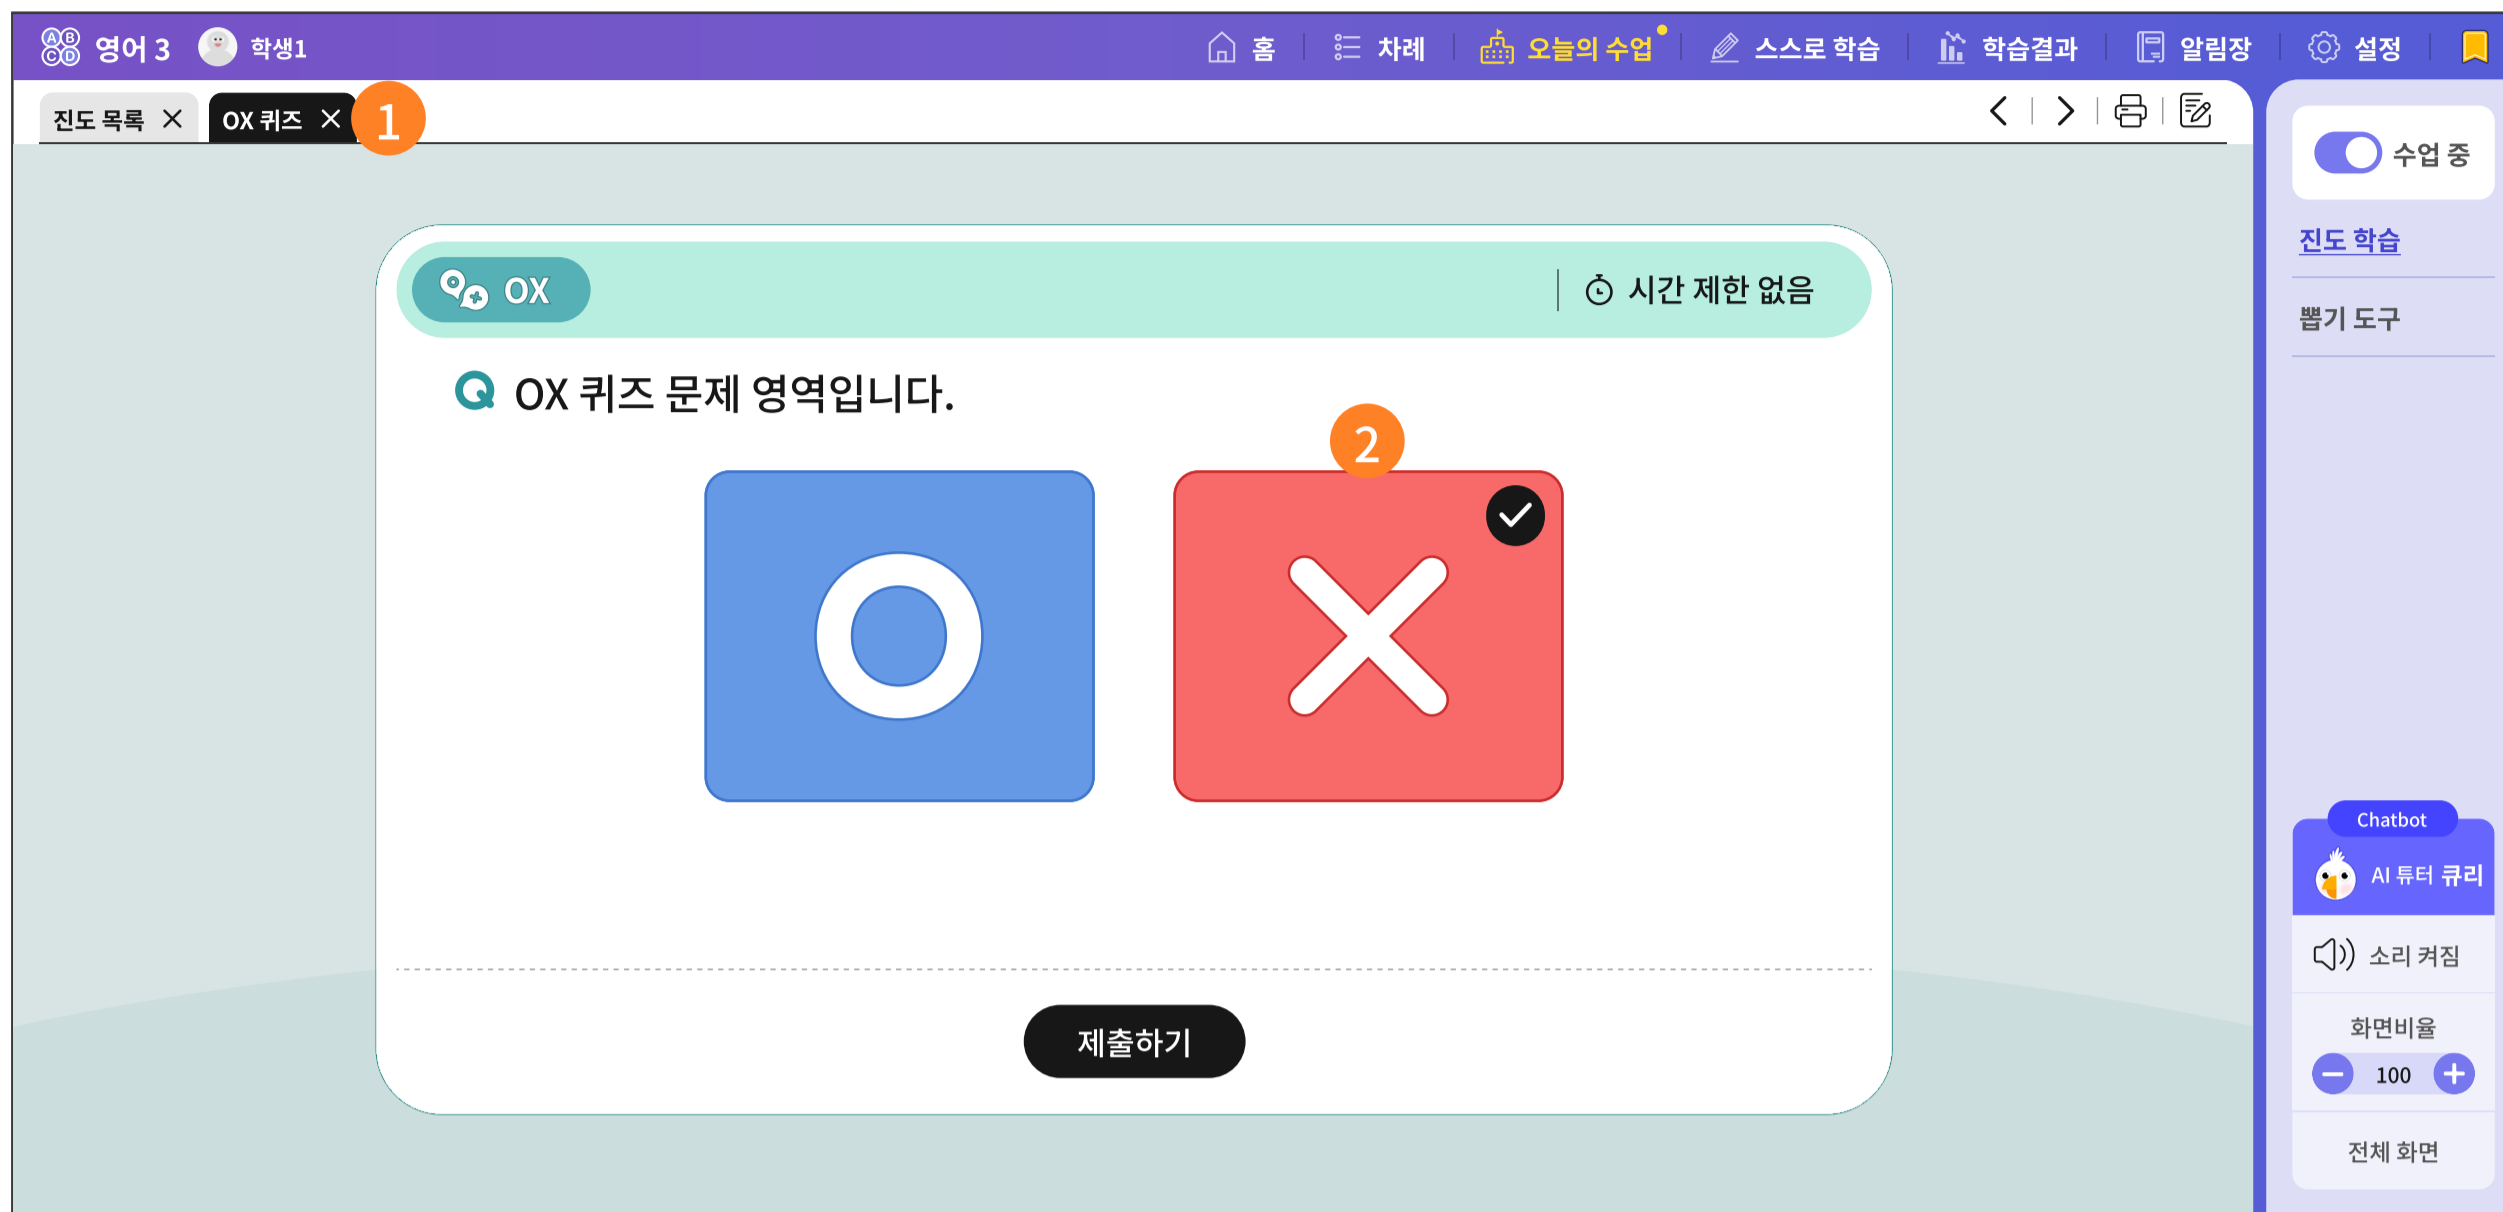 A B C D 영어 3 학생1 홈 차례 오늘의 수업 스스로 학습 학습결과 알림장 설정
진도 목록 OX 퀴즈 1
수업 중
진도 학습
뽑기 도구
OX 시간 제한 없음
Q OX 퀴즈 문제 영역입니다.
2
제출하기
Chatbot
AI 튜터 큐리
소리 켜짐
화면비율
100
전체 화면